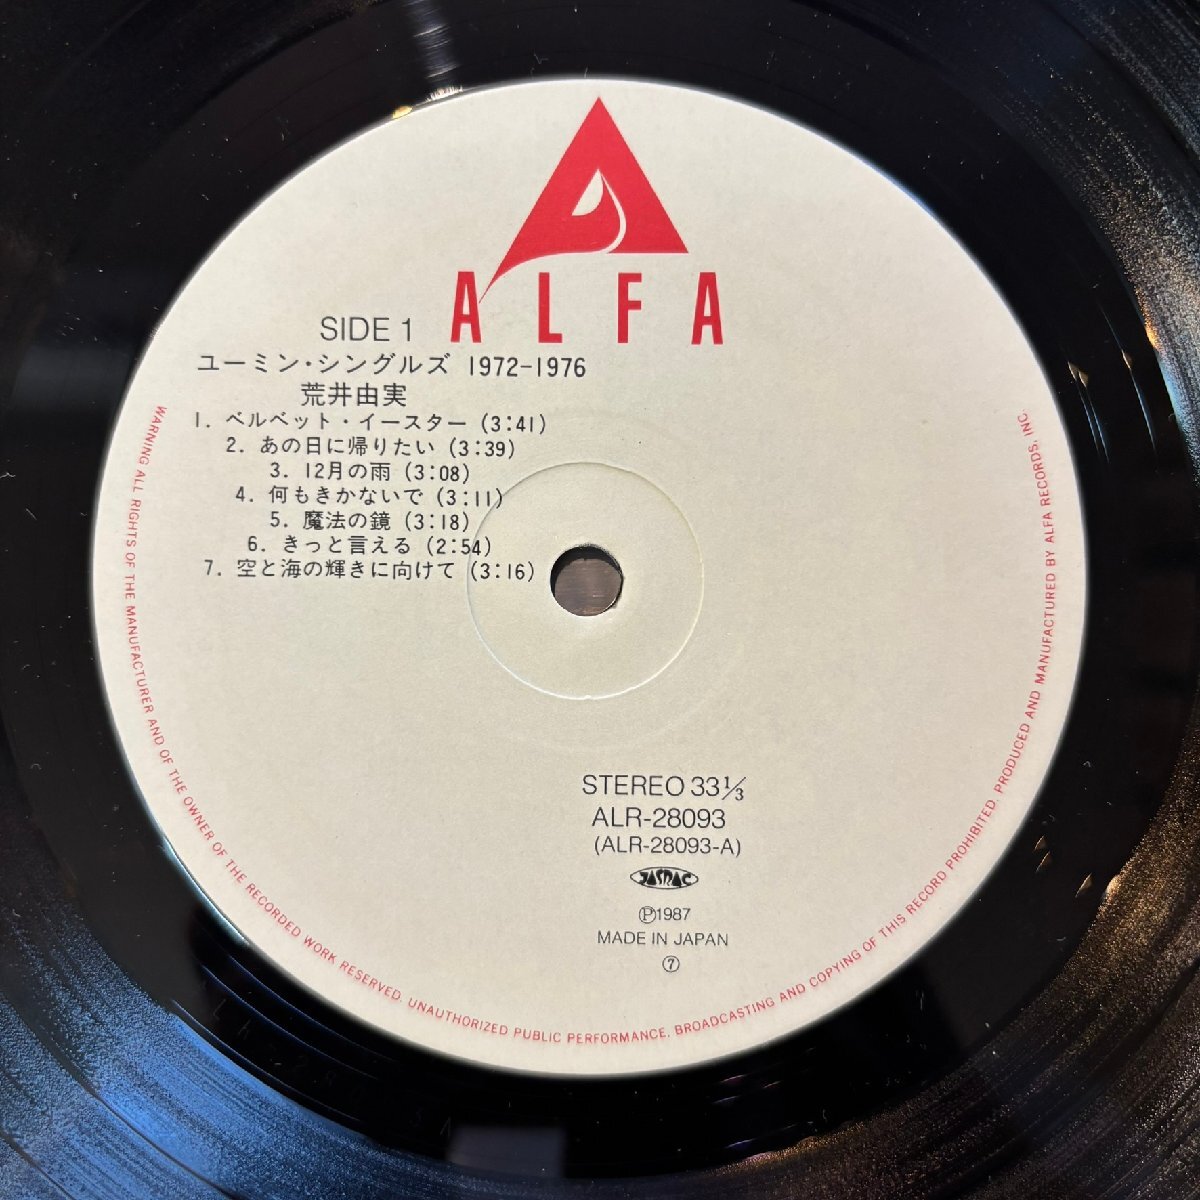 ALFA
SIDE 1
ユーミン・シングルズ 1972-1976
荒井由実
1. ベルベット・イースター (3:41)
2. あの日に帰りたい (3:39)
3. 12月の雨 (3:08)
4. 何もきかないで (3:11)
5. 魔法の鏡 (3:18)
6. きっと言える (2:54)
7. 空と海の輝きに向けて (3:16)
STEREO 33⅓
ALR-28093
(ALR-28093-A)
JASRAC
Ⓟ1987
MADE IN JAPAN
⑦
WARNING ALL RIGHTS OF THE MANUFACTURER AND OF THE OWNER OF THE RECORDED WORK RESERVED. UNAUTHORIZED PUBLIC PERFORMANCE. BROADCASTING AND COPYING OF THIS RECORD PROHIBITED. PRODUCED AND MANUFACTURED BY ALFA RECORDS, INC.